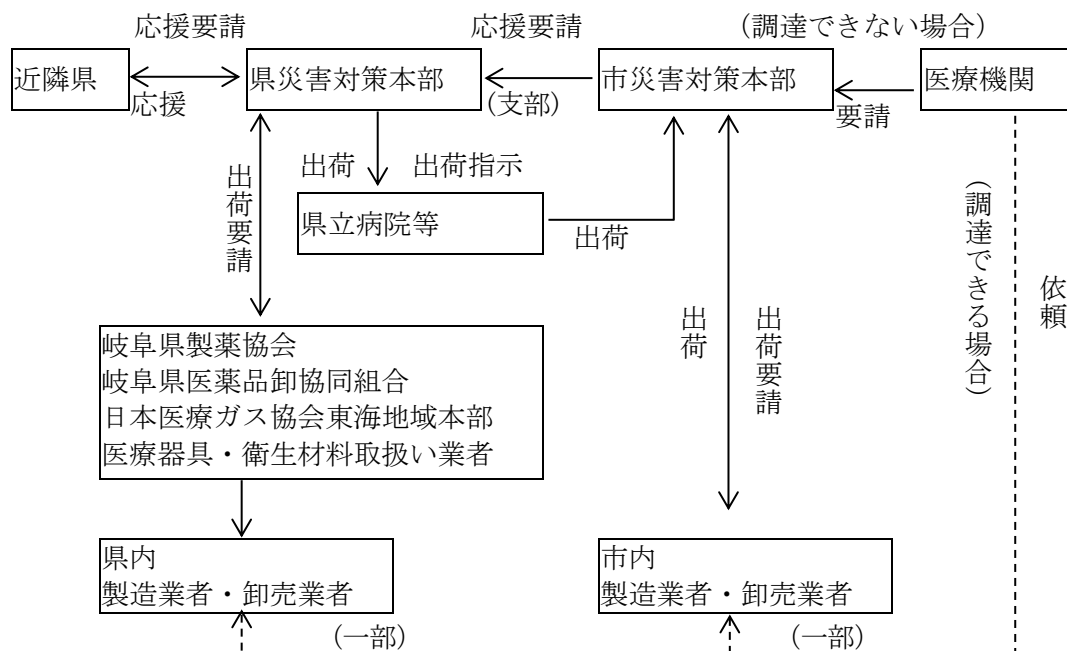 応援要請
応援要請
(調達できない場合)
近隣県
県災害対策本部
市災害対策本部
医療機関
応援
(支部)
要請
出荷
出荷指示
出荷要請
県立病院等
出荷
(調達できる場合)
依頼
出荷
出荷要請
岐阜県製薬協会
岐阜県医薬品卸協同組合
日本医療ガス協会東海地域本部
医療器具・衛生材料取扱い業者
県内
製造業者・卸売業者
市内
製造業者・卸売業者
(一部)
(一部)